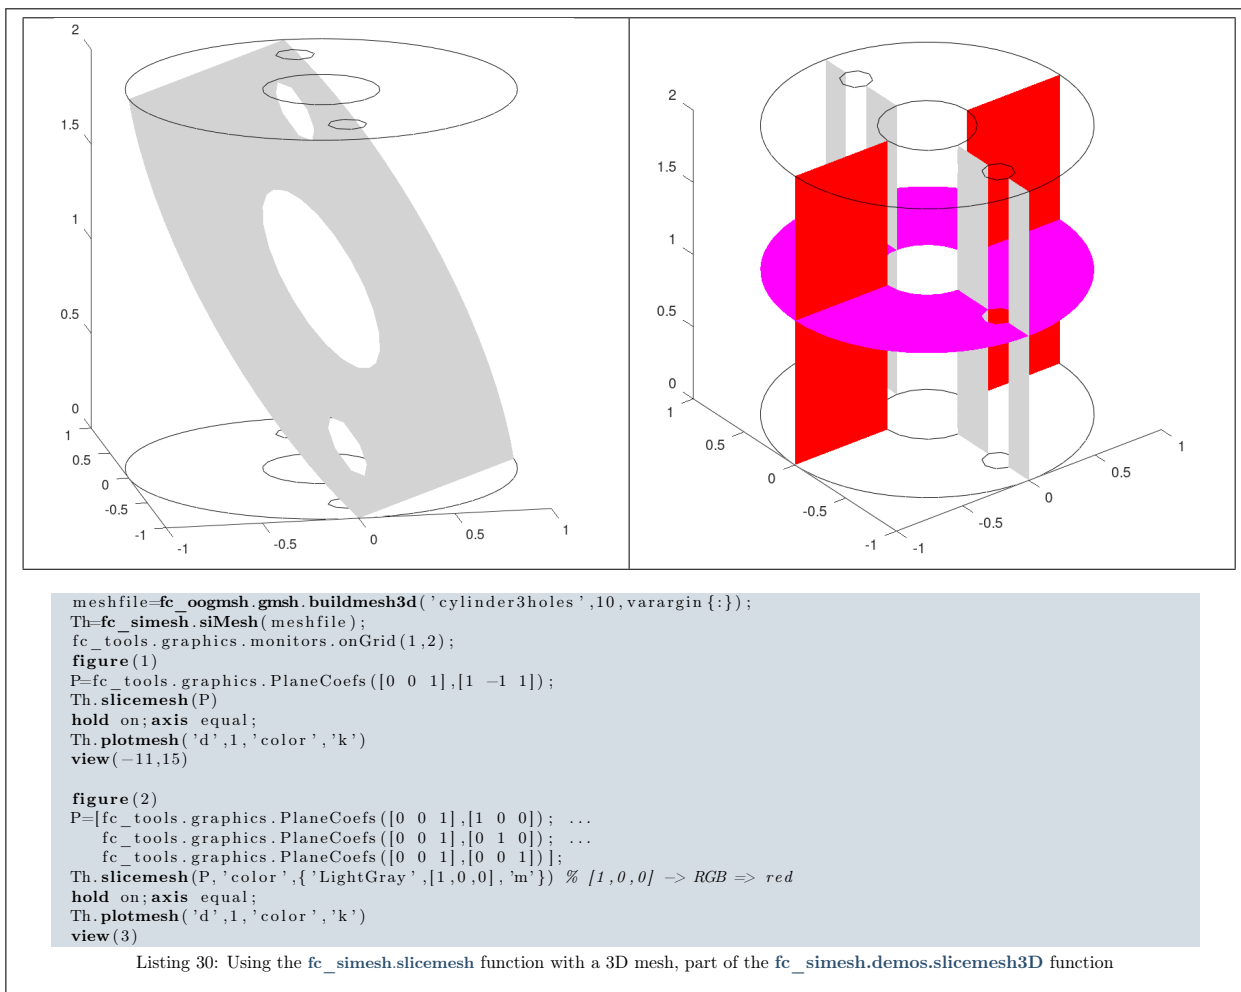 2
1.5
1
0.5
0
1
0.5
0
-0.5
-1
-1
-0.5
0
0.5
1
2
1.5
1
0.5
0
1
0.5
0
-0.5
-1
-1
-0.5
0
0.5
1
meshfile=fc_oogmsh.gmsh.buildmesh3d('cylinder3holes',10,varargin{:});
Th=fc_simesh.siMesh(meshfile);
fc_tools.graphics.monitors.onGrid(1,2);
figure(1)
P=fc_tools.graphics.PlaneCoefs([0 0 1],[1 −1 1]);
Th.slicemesh(P)
hold on;axis equal;
Th.plotmesh('d',1,'color','k')
view(−11,15)
figure(2)
P=[fc_tools.graphics.PlaneCoefs([0 0 1],[1 0 0]); ...
fc_tools.graphics.PlaneCoefs([0 0 1],[0 1 0]); ...
fc_tools.graphics.PlaneCoefs([0 0 1],[0 0 1])];
Th.slicemesh(P,'color',{'LightGray',[1,0,0],'m'}) % [1,0,0] −> RGB => red
hold on;axis equal;
Th.plotmesh('d',1,'color','k')
view(3)
Listing 30: Using the fc_simesh.slicemesh function with a 3D mesh, part of the fc_simesh.demos.slicemesh3D function